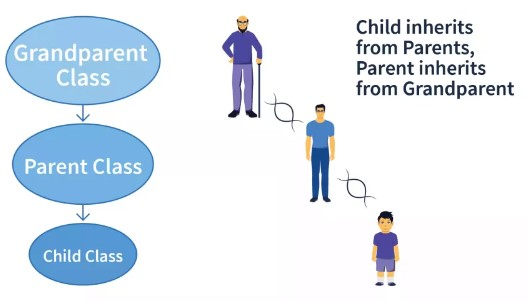 Grandparent
Class
Parent Class
Child Class
Child inherits
from Parents,
Parent inherits
from Grandparent